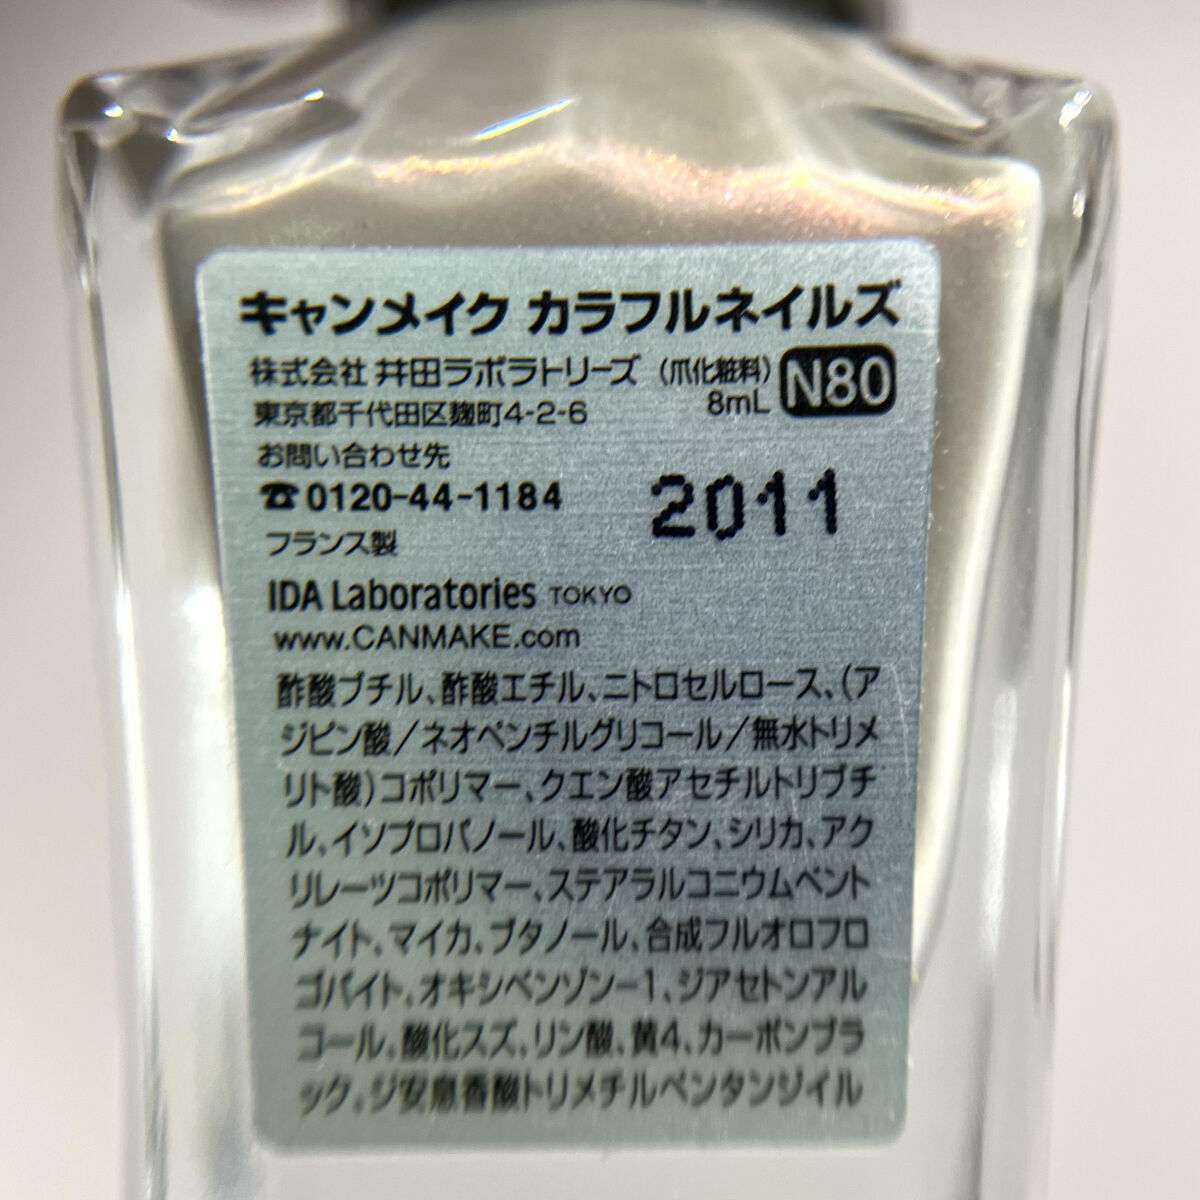 キャンメイク カラフルネイルズ
株式会社 井田ラボラトリーズ (爪化粧料) N80
東京都千代田区麹町4-2-6 8mL
お問い合わせ先
☎0120-44-1184
2011
フランス製
IDA Laboratories TOKYO
www.CANMAKE.com
酢酸ブチル、酢酸エチル、ニトロセルロース、(ア
ジピン酸/ネオペンチルグリコール/無水トリメ
リト酸)コポリマー、クエン酸アセチルトリブチ
ル、イソプロパノール、酸化チタン、シリカ、アク
リレーツコポリマー、ステアラルコニウムベント
ナイト、マイカ、ブタノール、合成フルオロフロ
ゴパイト、オキシベンゾン-1、ジアセトンアル
コール、酸化スズ、リン酸、黄4、カーボンブラ
ック、ジ安息香酸トリメチルペンタンジイル